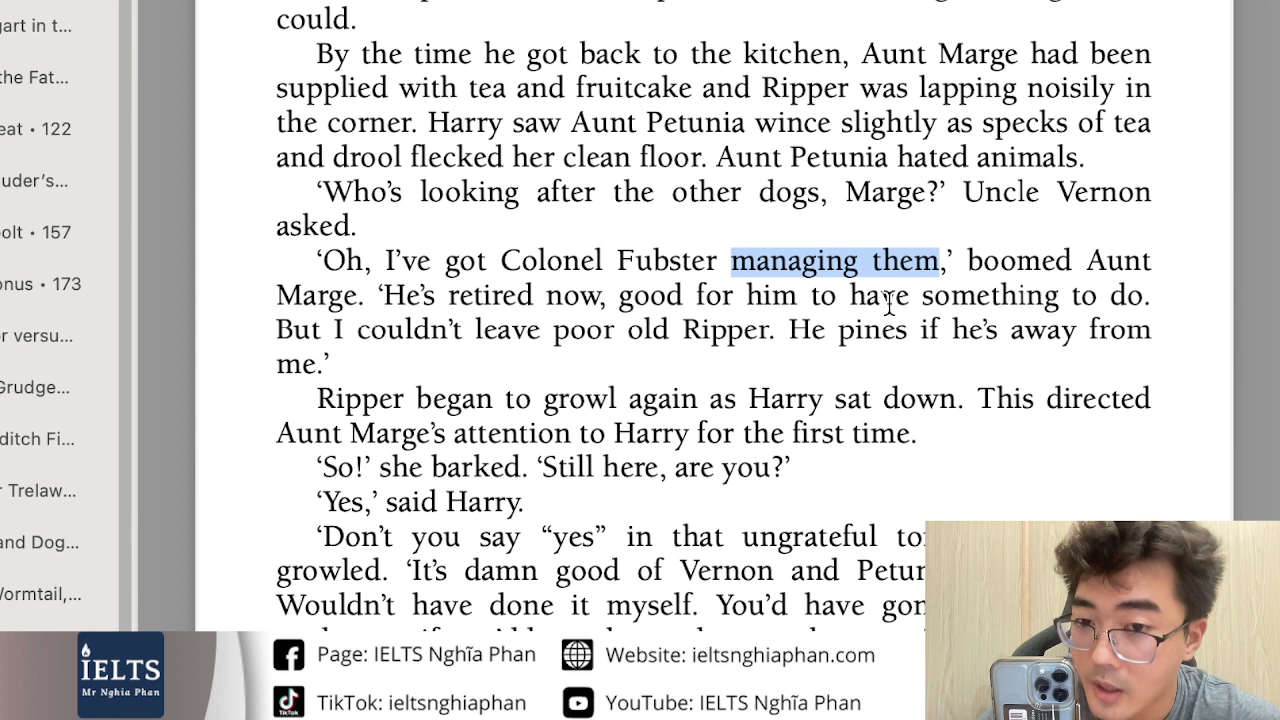 gart in t...
the Fat...
eat • 122
uder's...
olt • 157
onus • 173
r versu...
Grudge...
ditch Fi...
r Trelaw...
and Dog...
Wormtail,...
could.
By the time he got back to the kitchen, Aunt Marge had been
supplied with tea and fruitcake and Ripper was lapping noisily in
the corner. Harry saw Aunt Petunia wince slightly as specks of tea
and drool flecked her clean floor. Aunt Petunia hated animals.
‘Who’s looking after the other dogs, Marge?’ Uncle Vernon
asked.
‘Oh, I’ve got Colonel Fubster managing them,’ boomed Aunt
Marge. ‘He’s retired now, good for him to have something to do.
But I couldn’t leave poor old Ripper. He pines if he’s away from
me.’
Ripper began to growl again as Harry sat down. This directed
Aunt Marge’s attention to Harry for the first time.
‘So!’ she barked. ‘Still here, are you?’
‘Yes,’ said Harry.
‘Don’t you say “yes” in that ungrateful to
growled. ‘It’s damn good of Vernon and Petun
Wouldn’t have done it myself. You’d have gon
IELTS
Mr Nghia Phan
Page: IELTS Nghĩa Phan
Website: ieltsnghiaphan.com
TikTok: ieltsnghiaphan
YouTube: IELTS Nghĩa Phan